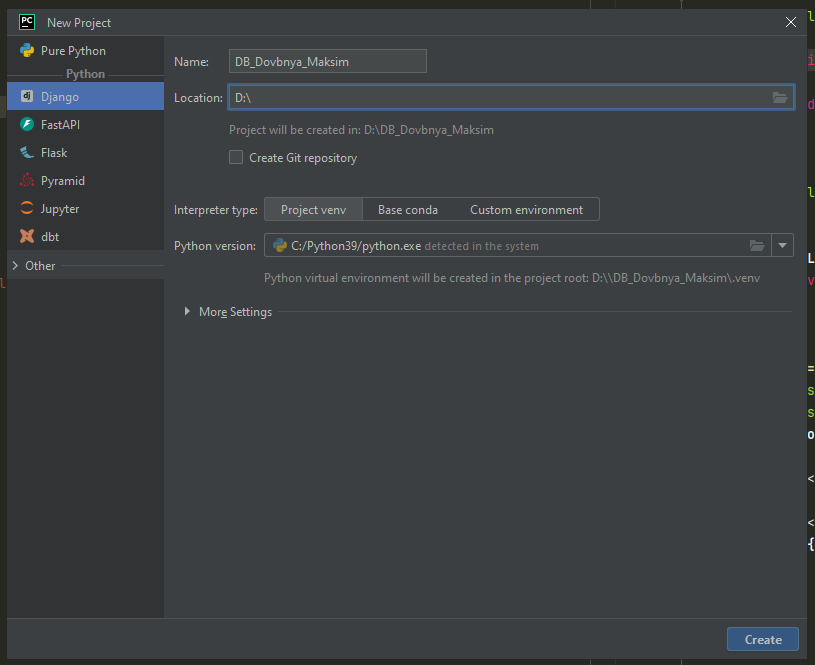 PC New Project
Pure Python
Python
dj Django
FastAPI
Flask
Pyramid
Jupyter
dbt
Other
Name: DB_Dovbnya_Maksim
Location: D:\
Project will be created in: D:\DB_Dovbnya_Maksim
Create Git repository
Interpreter type: Project venv Base conda Custom environment
Python version: C:/Python39/python.exe detected in the system
Python virtual environment will be created in the project root: D:\\DB_Dovbnya_Maksim\.venv
More Settings
Create
l
i
d
l
L
v
=
s
s
o
<
<
{
l